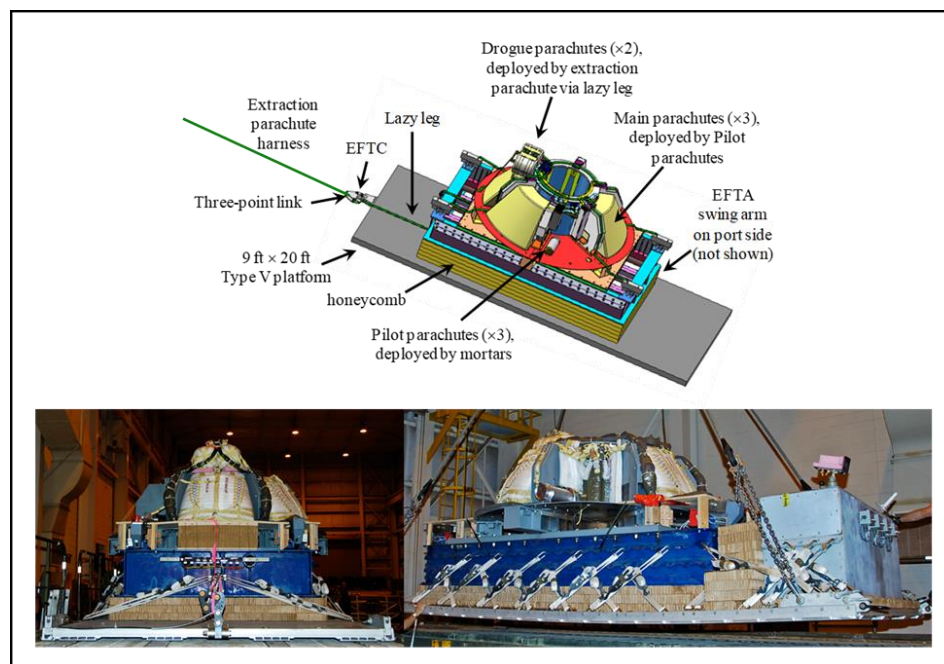 Drogue parachutes (×2),
deployed by extraction
parachute via lazy leg
Extraction
parachute
harness
Lazy leg
Main parachutes (×3),
deployed by Pilot
parachutes
EFTC
Three-point link
EFTA
swing arm
on port side
(not shown)
9 ft × 20 ft
Type V platform
honeycomb
Pilot parachutes (×3),
deployed by mortars